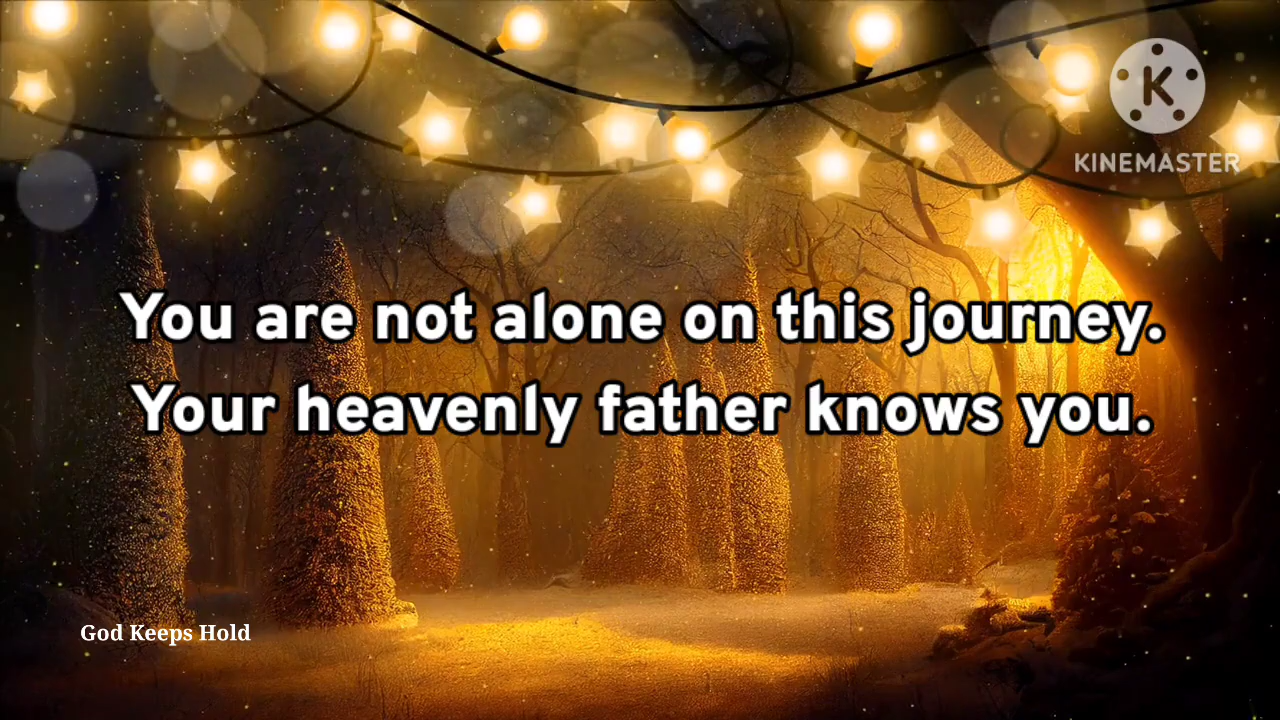 K
KINEMASTER
You are not alone on this journey.
Your heavenly father knows you.
God Keeps Hold